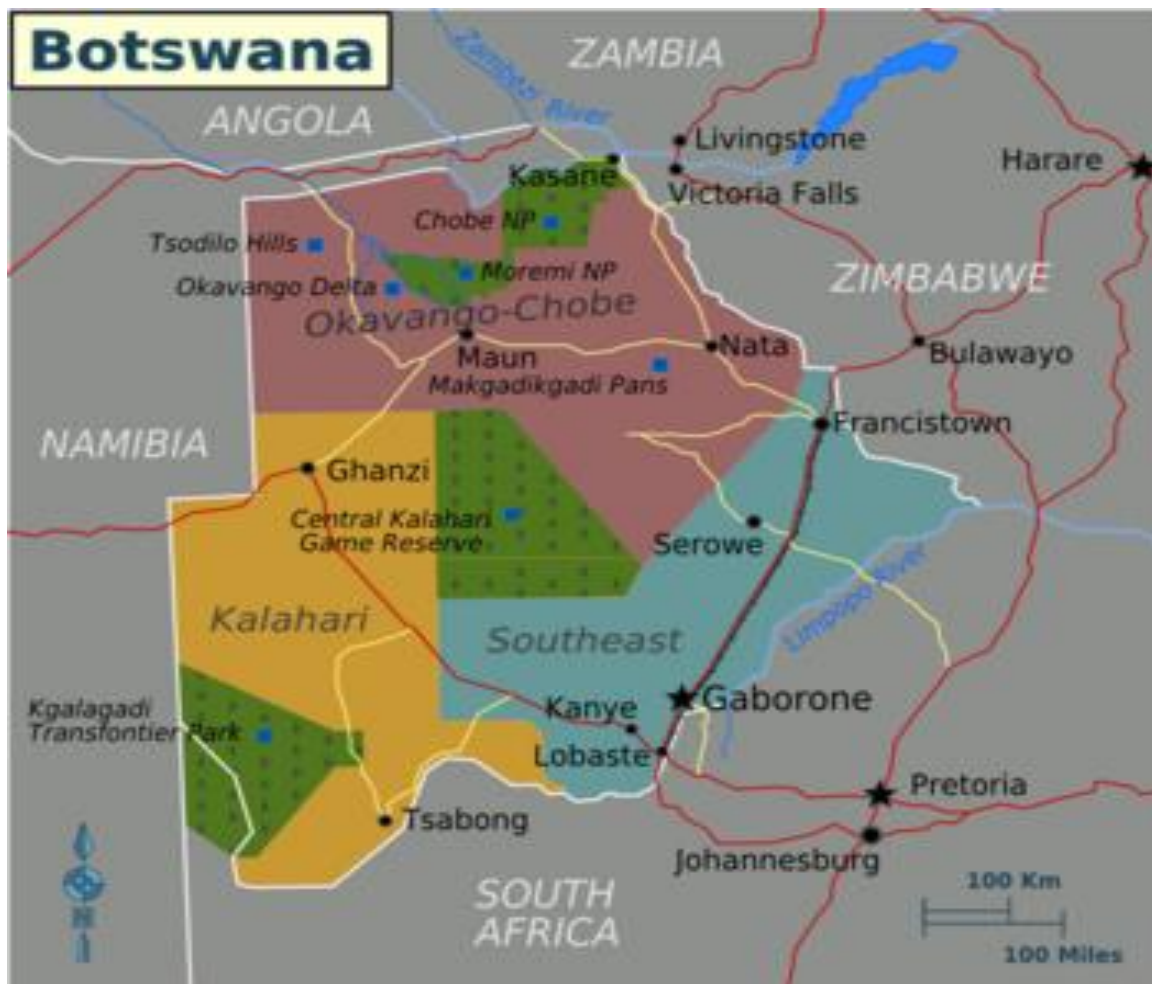 Botswana
ZAMBIA
Zambezi River
ANGOLA
Livingstone
Harare
Kasane
Victoria Falls
Chobe NP
Tsodilo Hills
Moremi NP
ZIMBABWE
Okavango Delta
Okavango-Chobe
Maun
Nata
Bulawayo
Makgadikgadi Pans
Francistown
NAMIBIA
Ghanzi
Central Kalahari
Game Reserve
Serowe
Limpopo River
Kalahari
Southeast
Gaborone
Kgalagadi
Transfontier Park
Kanye
Lobaste
Pretoria
Tsabong
Johannesburg
SOUTH
AFRICA
100 Km
100 Miles
N